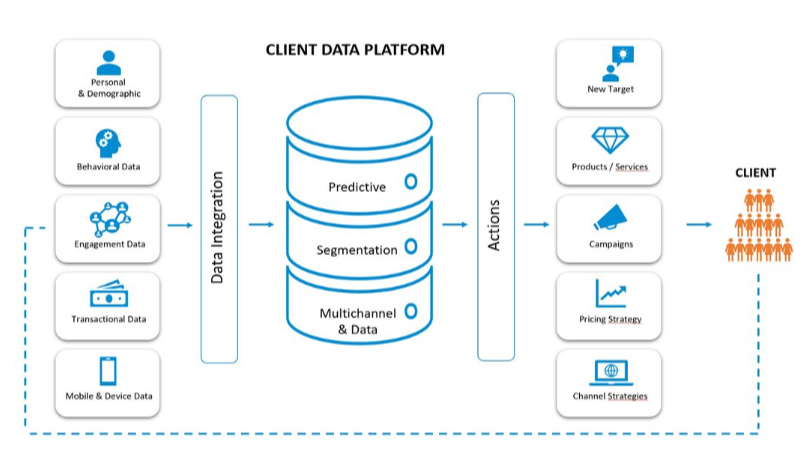 CLIENT DATA PLATFORM
Personal
& Demographic
Behavioral Data
Engagement Data
Transactional Data
Mobile & Device Data
Data Integration
Predictive
Segmentation
Multichannel
& Data
Actions
New Target
Products / Services
Campaigns
Pricing Strategy
Channel Strategies
CLIENT